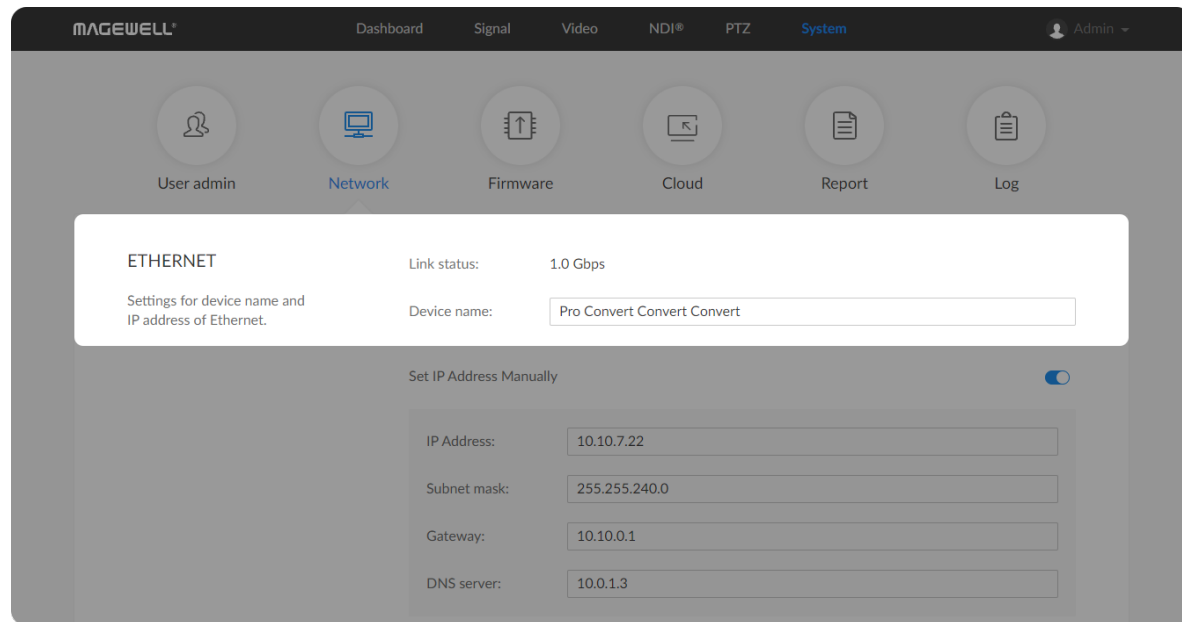 MAGEWELL®
Dashboard Signal Video NDI® PTZ System Admin
User admin Network Firmware Cloud Report Log
ETHERNET
Settings for device name and
IP address of Ethernet.
Link status: 1.0 Gbps
Device name: Pro Convert Convert Convert
Set IP Address Manually
IP Address: 10.10.7.22
Subnet mask: 255.255.240.0
Gateway: 10.10.0.1
DNS server: 10.0.1.3